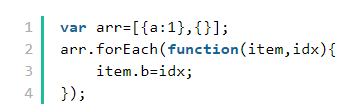 1 var arr=[{a:1},{}];
2 arr.forEach(function(item,idx){
3     item.b=idx;
4 });